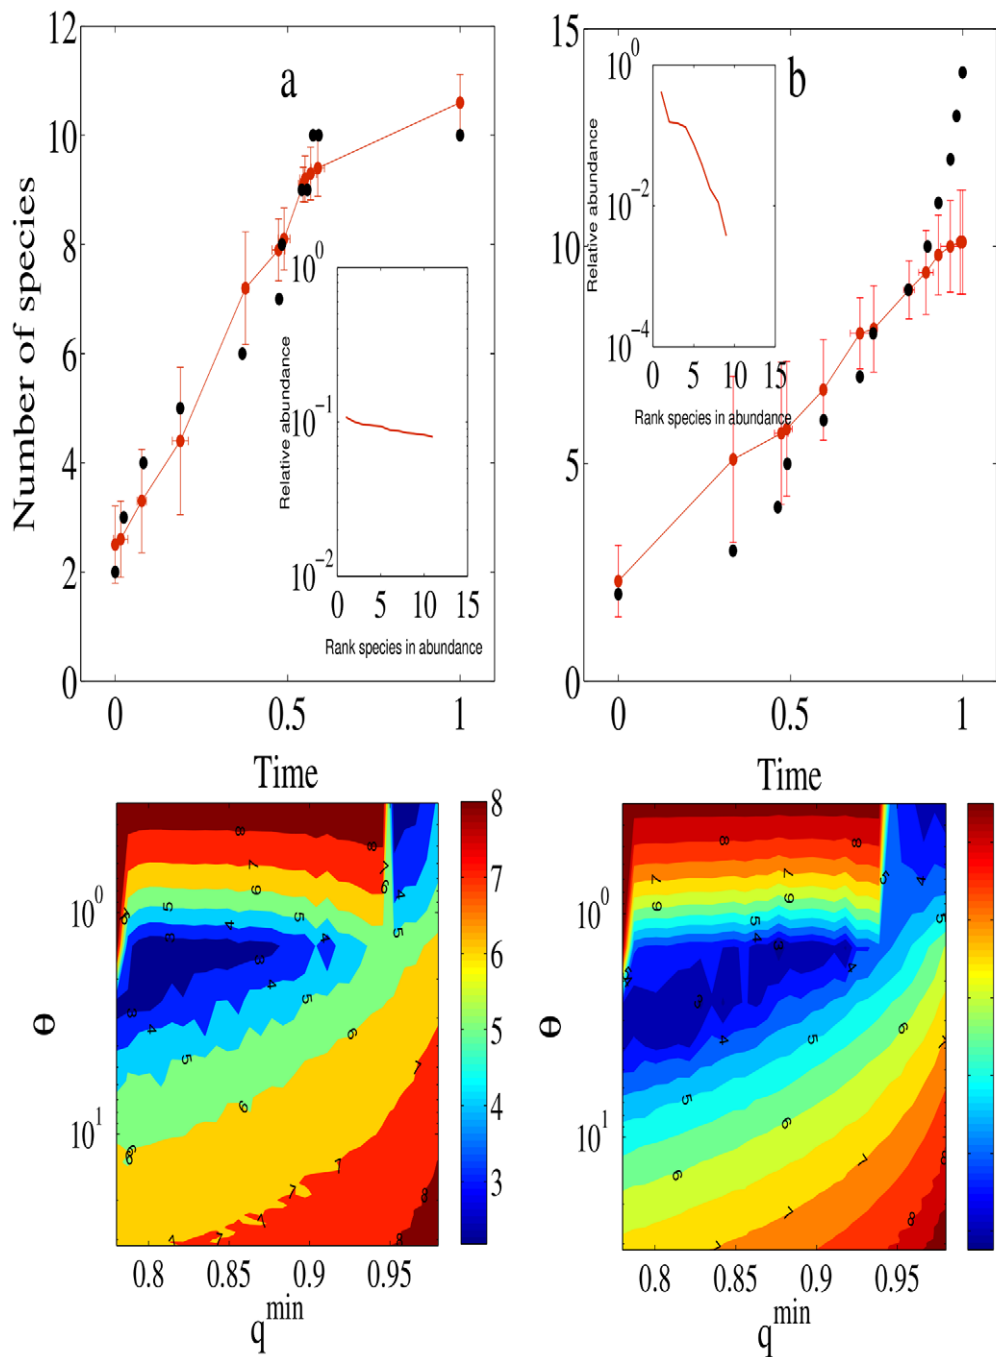 12
10
8
6
4
2
0
Number of species
a
10^0
10^-1
10^-2
Relative abundance
0 5 10 15
Rank species in abundance
0 0.5 1
Time
15
10
5
0
b
10^0
10^-2
10^-4
Relative abundance
0 5 10 15
Rank species in abundance
0 0.5 1
Time
10^0
10^1
Θ
8
7
6
5
4
3
0.8 0.85 0.9 0.95
q^min
10^0
10^1
Θ
0.8 0.85 0.9 0.95
q^min